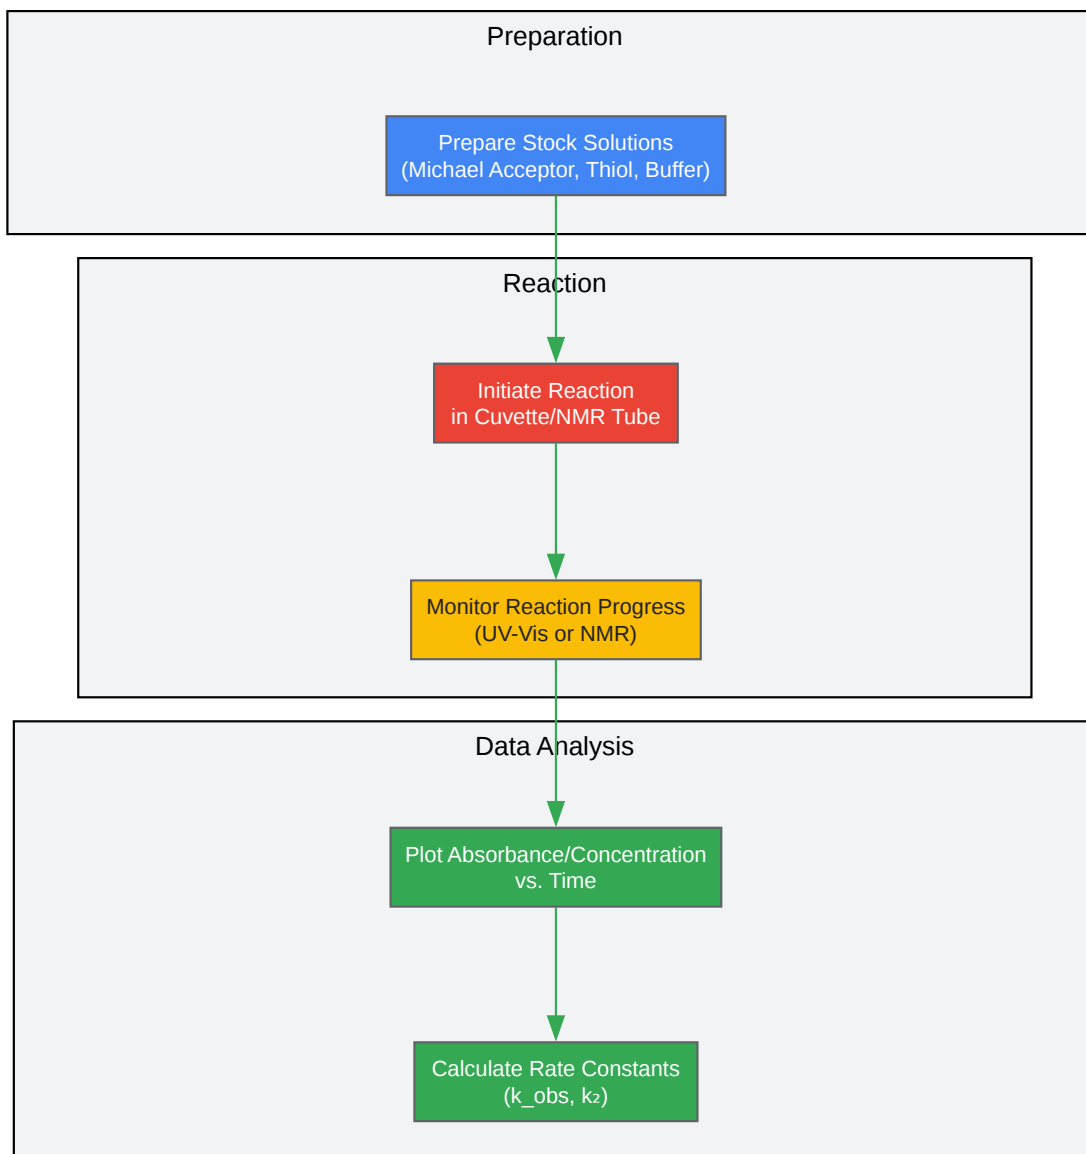 Preparation
Prepare Stock Solutions
(Michael Acceptor, Thiol, Buffer)
Reaction
Initiate Reaction
in Cuvette/NMR Tube
Monitor Reaction Progress
(UV-Vis or NMR)
Data Analysis
Plot Absorbance/Concentration
vs. Time
Calculate Rate Constants
(k_obs, k₂)